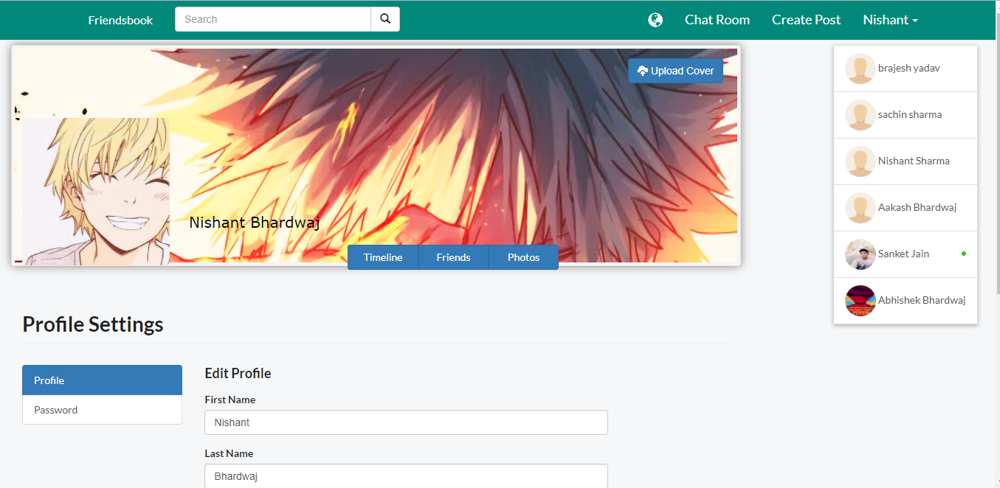 Friendsbook
Search
Chat Room
Create Post
Nishant
Upload Cover
Nishant Bhardwaj
Timeline
Friends
Photos
brajesh yadav
sachin sharma
Nishant Sharma
Aakash Bhardwaj
Sanket Jain
Abhishek Bhardwaj
Profile Settings
Profile
Password
Edit Profile
First Name
Nishant
Last Name
Bhardwaj